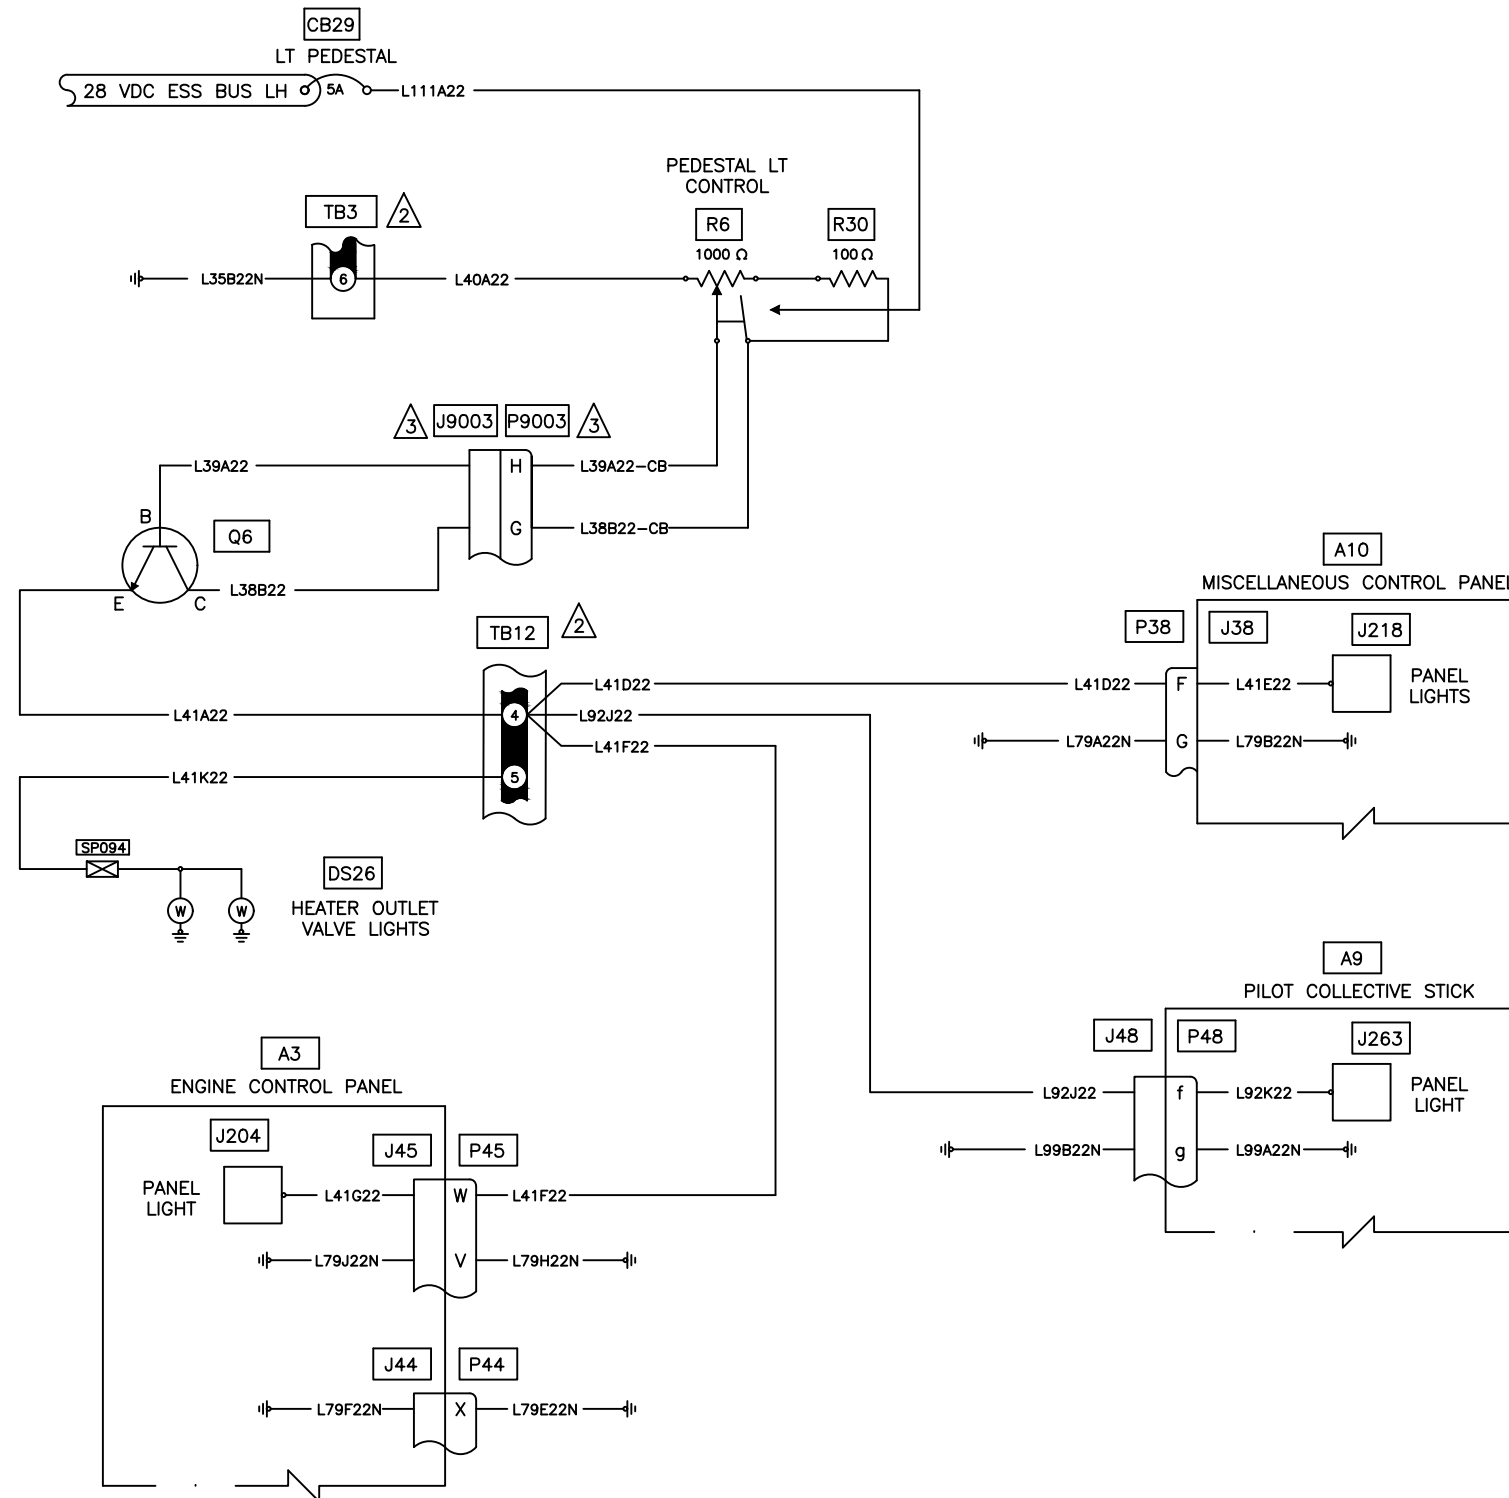 CB29
LT PEDESTAL
28 VDC ESS BUS LH
5A
L111A22
PEDESTAL LT
CONTROL
TB3
2
R6
R30
1000 Ω
100 Ω
L35B22N
6
L40A22
3
J9003
P9003
3
L39A22
H
L39A22-CB
B
Q6
G
L38B22-CB
E
C
L38B22
TB12
2
L41D22
L41A22
4
L92J22
L41F22
L41K22
5
SP094
W
W
DS26
HEATER OUTLET
VALVE LIGHTS
A10
MISCELLANEOUS CONTROL PANEL
P38
J38
J218
L41D22
F
L41E22
PANEL
LIGHTS
L79A22N
G
L79B22N
A9
PILOT COLLECTIVE STICK
J48
P48
J263
L92J22
f
L92K22
PANEL
LIGHT
L99B22N
g
L99A22N
A3
ENGINE CONTROL PANEL
J204
J45
P45
PANEL
LIGHT
L41G22
W
L41F22
L79J22N
V
L79H22N
J44
P44
L79F22N
X
L79E22N